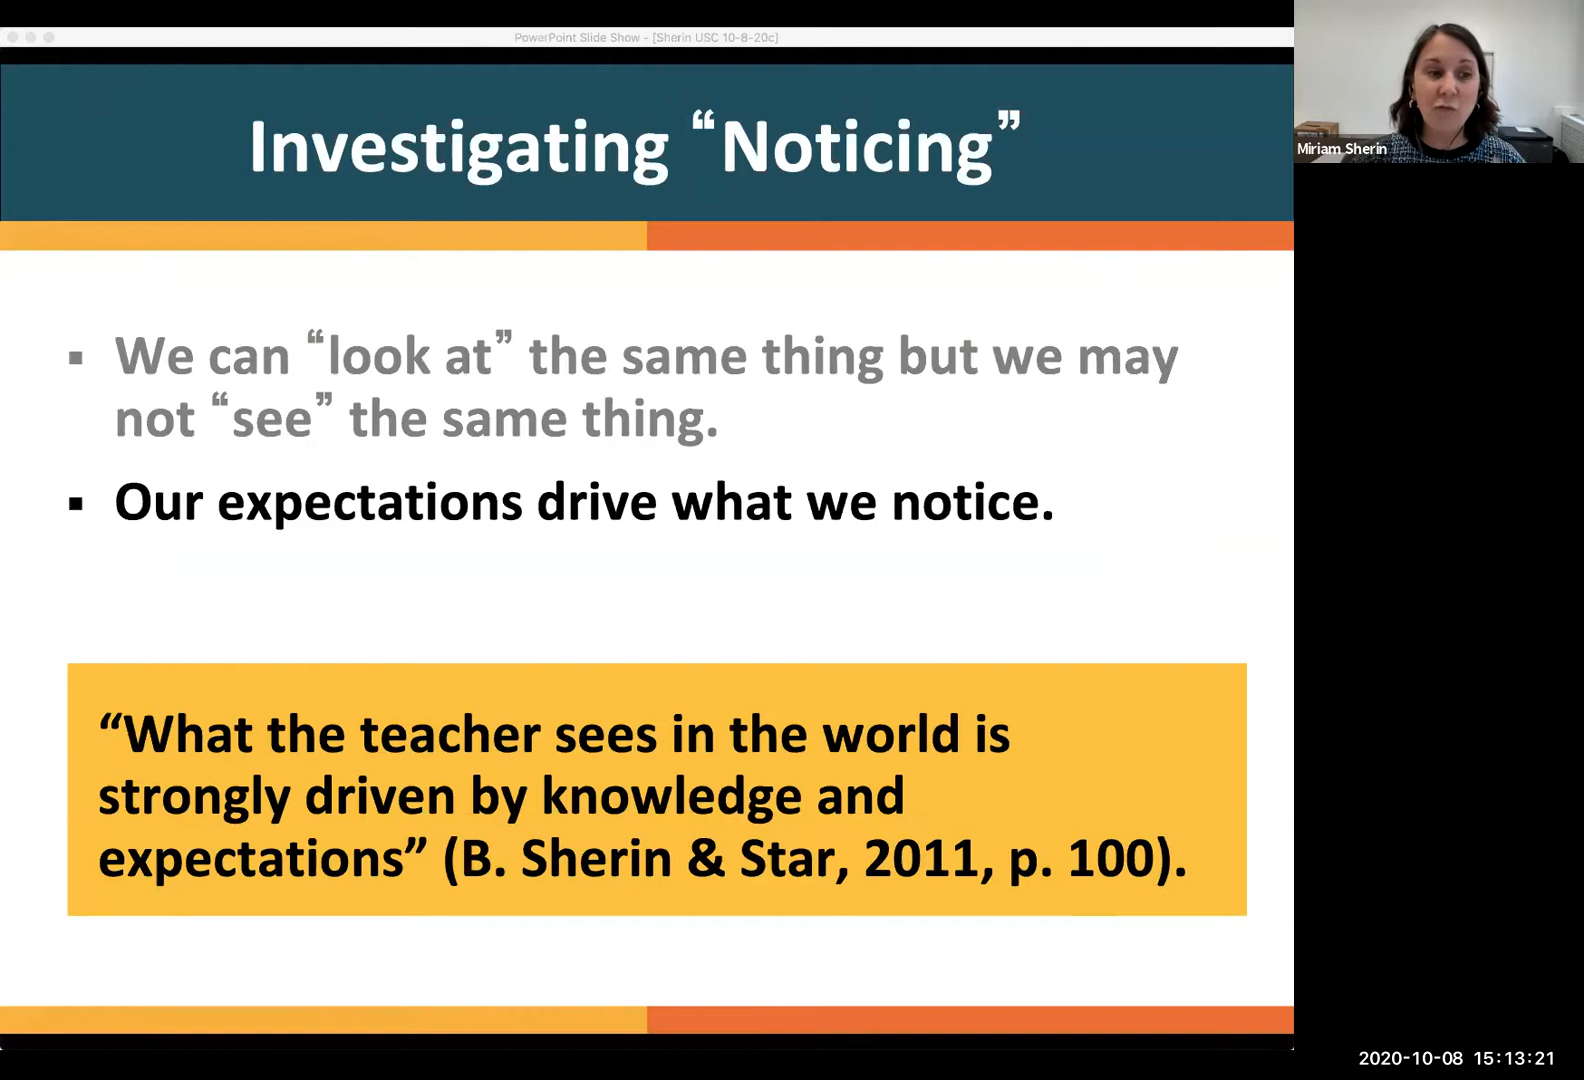 PowerPoint Slide Show - [Sherin USC 10-8-20c]
Investigating “Noticing”
▪ We can “look at” the same thing but we may
not “see” the same thing.
▪ Our expectations drive what we notice.
“What the teacher sees in the world is
strongly driven by knowledge and
expectations” (B. Sherin & Star, 2011, p. 100).
Miriam Sherin
2020-10-08 15:13:21